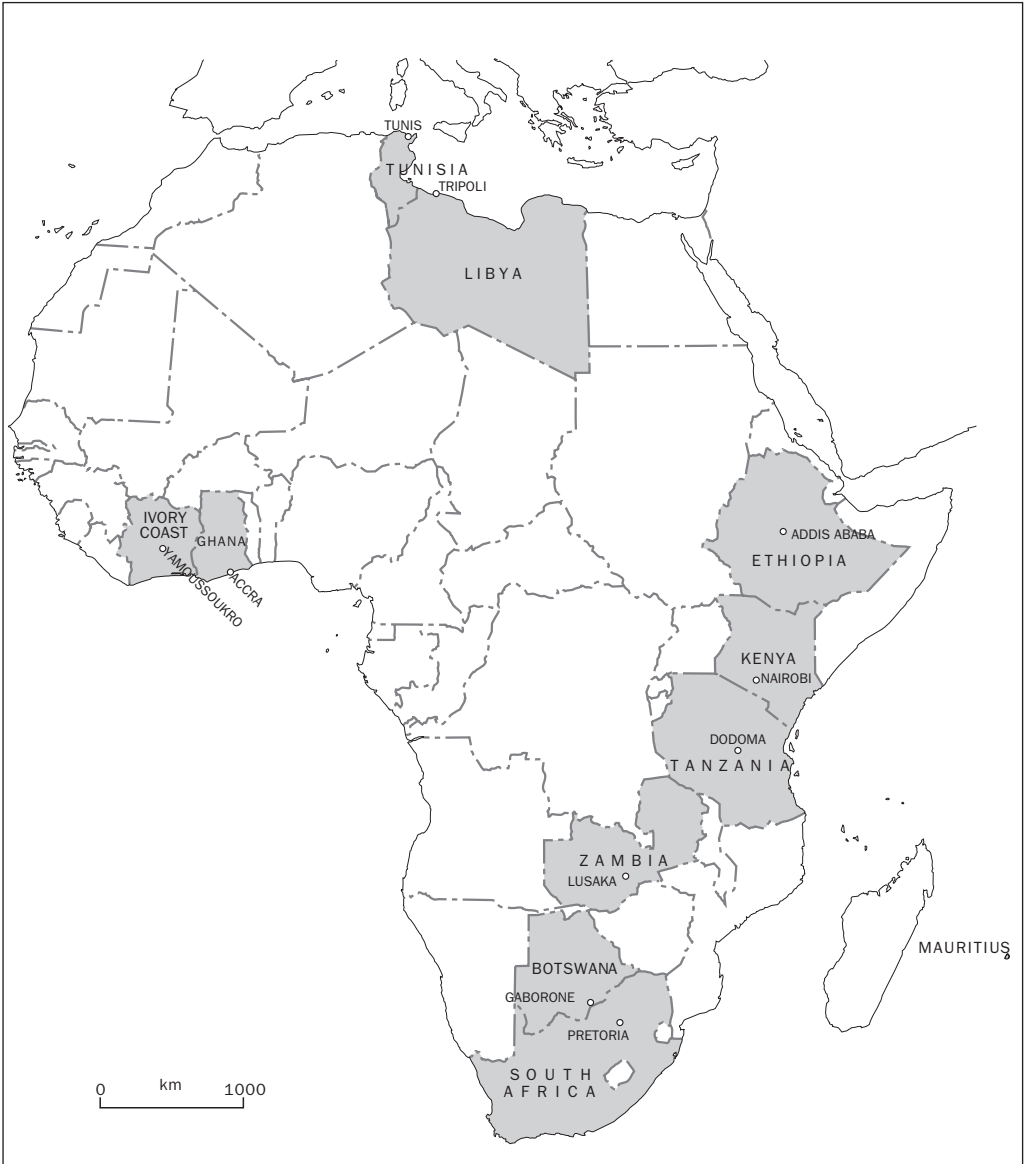 TUNIS
TUNISIA
TRIPOLI
LIBYA
IVORY
COAST
GHANA
YAMOUSSOUKRO
ACCRA
ADDIS ABABA
ETHIOPIA
KENYA
NAIROBI
DODOMA
TANZANIA
ZAMBIA
LUSAKA
MAURITIUS
BOTSWANA
GABORONE
PRETORIA
SOUTH
AFRICA
0 km 1000